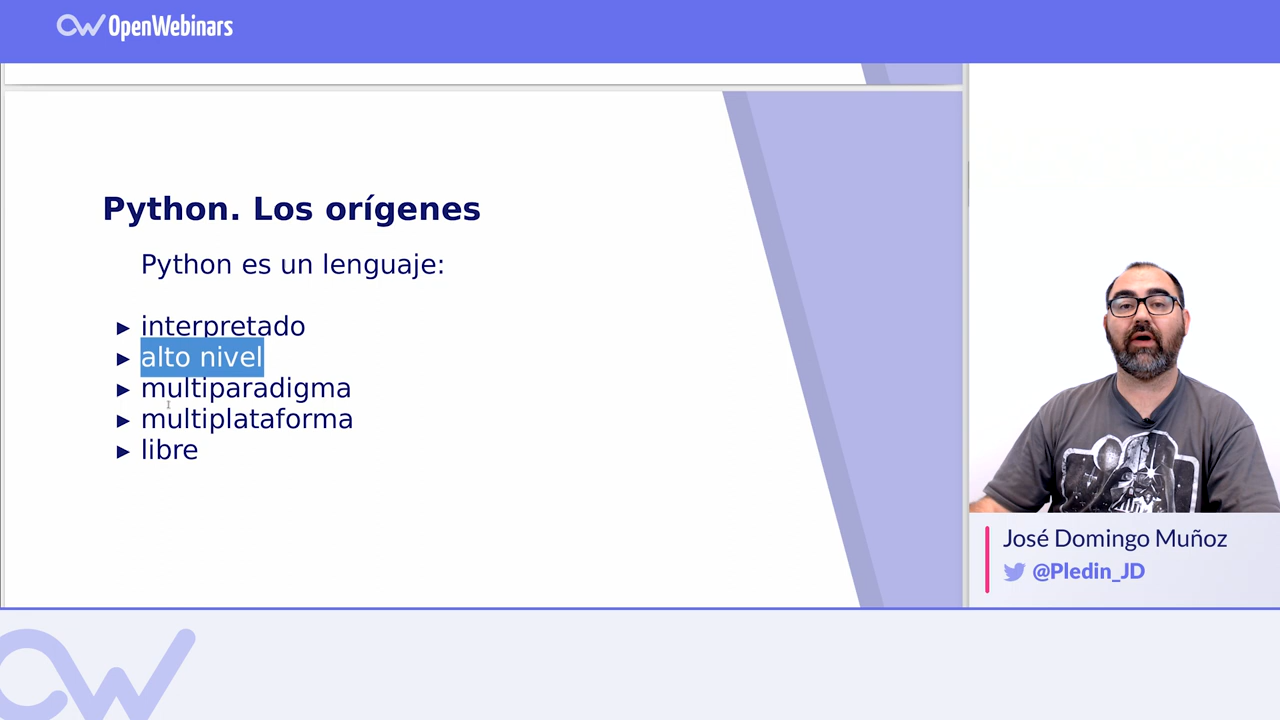 OpenWebinars
Python. Los orígenes
Python es un lenguaje:
▸ interpretado
▸ alto nivel
▸ multiparadigma
▸ multiplataforma
▸ libre
José Domingo Muñoz
@Pledin_JD